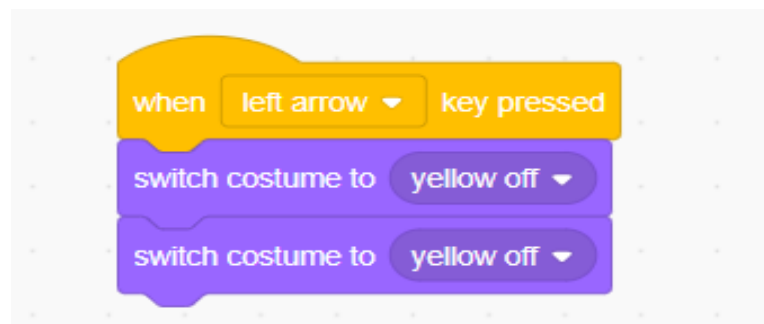 when left arrow key pressed
switch costume to yellow off
switch costume to yellow off